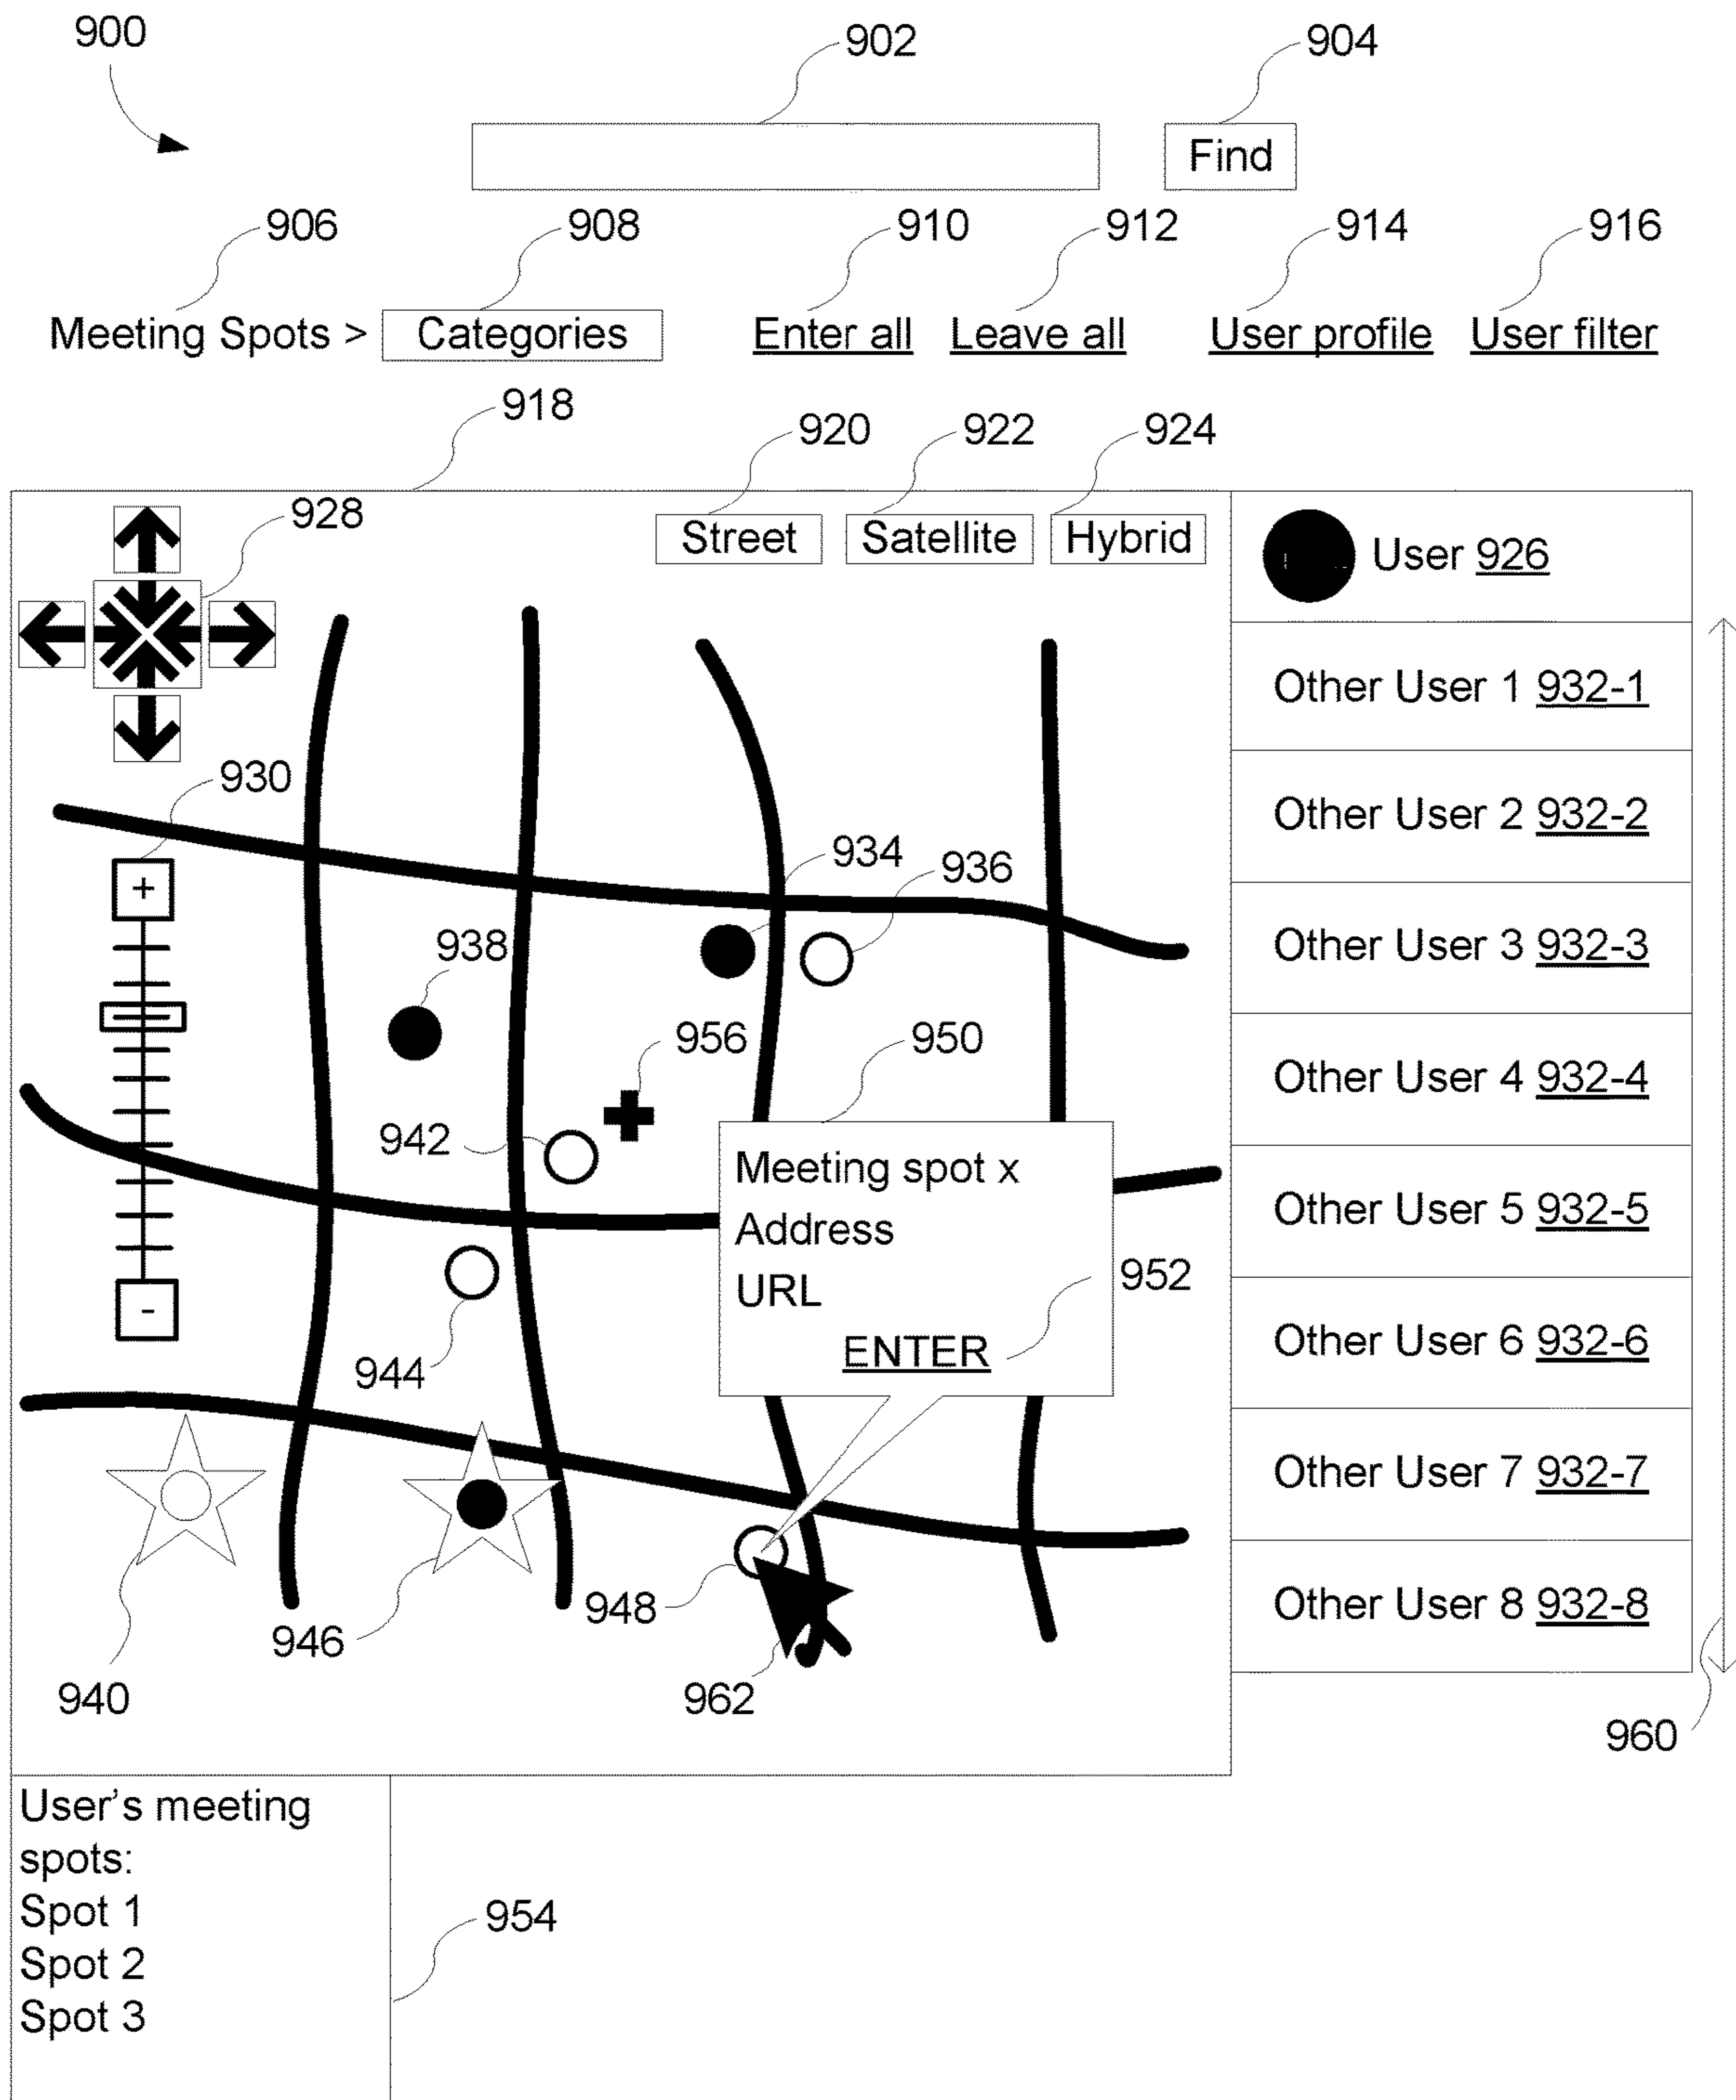 900
902
904
Find
906
908
910
912
914
916
Meeting Spots > Categories Enter all Leave all User profile User filter
918
920
922
924
928
Street Satellite Hybrid
User 926
Other User 1 932-1
930
Other User 2 932-2
+
934
936
938
Other User 3 932-3
956
950
942
Other User 4 932-4
Meeting spot x
Address
URL
952
ENTER
Other User 5 932-5
-
944
Other User 6 932-6
Other User 7 932-7
948
Other User 8 932-8
946
940
962
960
User's meeting
spots:
Spot 1
954
Spot 2
Spot 3